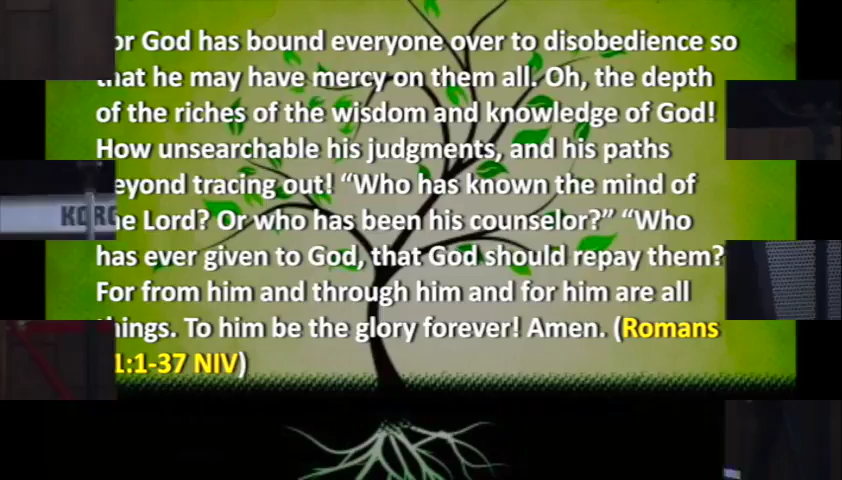 or God has bound everyone over to disobedience so
that he may have mercy on them all. Oh, the depth
of the riches of the wisdom and knowledge of God!
How unsearchable his judgments, and his paths
beyond tracing out! “Who has known the mind of
the Lord? Or who has been his counselor?” “Who
has ever given to God, that God should repay them?
For from him and through him and for him are all
things. To him be the glory forever! Amen. (Romans
1:1-37 NIV)
KORG